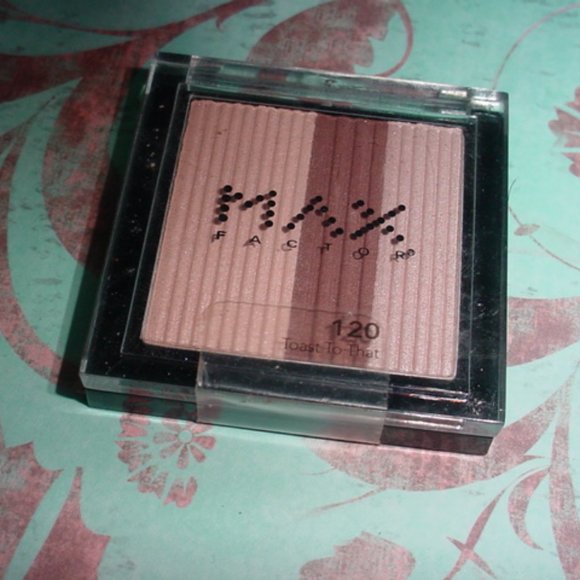 MAX
FACTOR
120
Toast To That